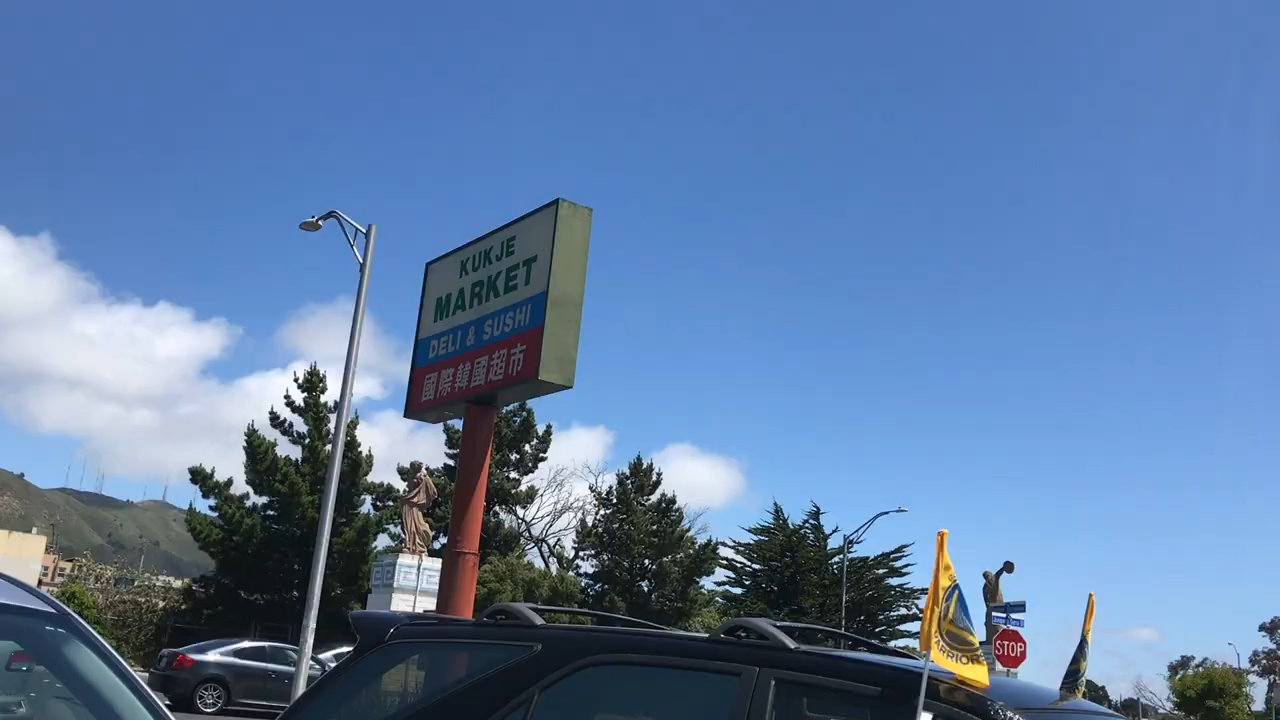 KUKJE
MARKET
DELI & SUSHI
國際韓國超市
WARRIORS
STOP